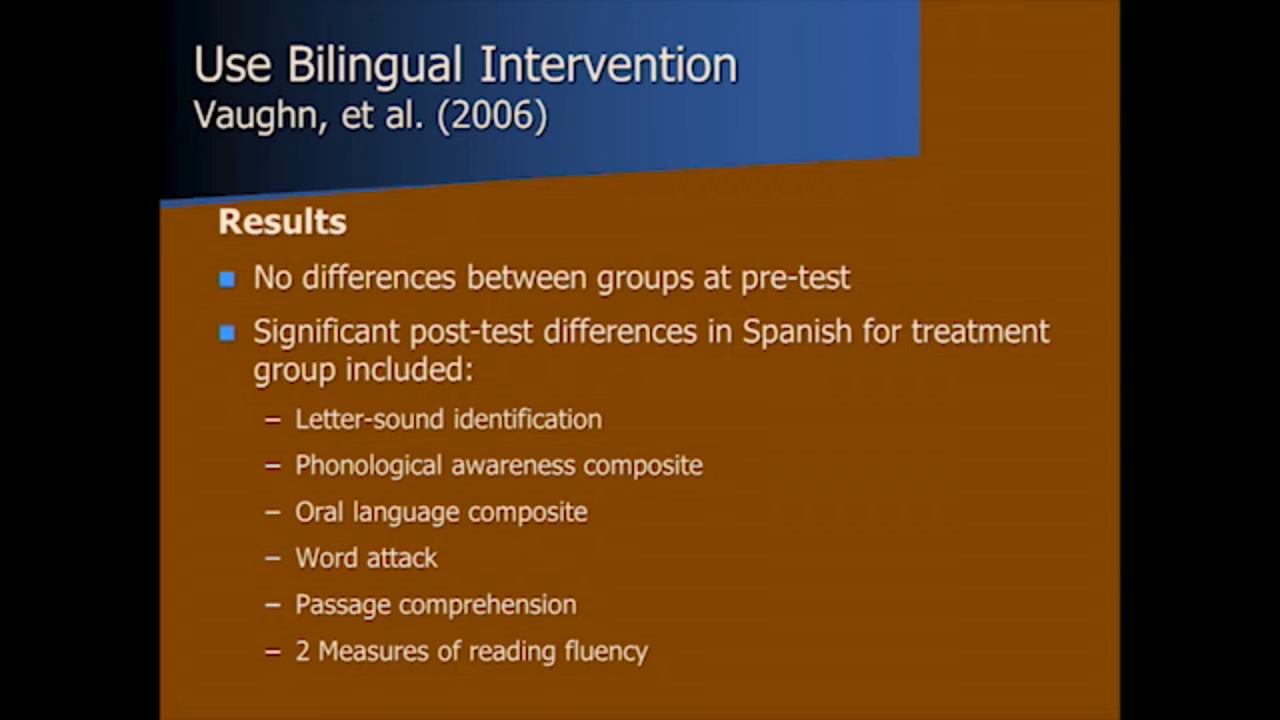 Use Bilingual Intervention
Vaughn, et al. (2006)
Results
■ No differences between groups at pre-test
■ Significant post-test differences in Spanish for treatment
group included:
– Letter-sound identification
– Phonological awareness composite
– Oral language composite
– Word attack
– Passage comprehension
– 2 Measures of reading fluency